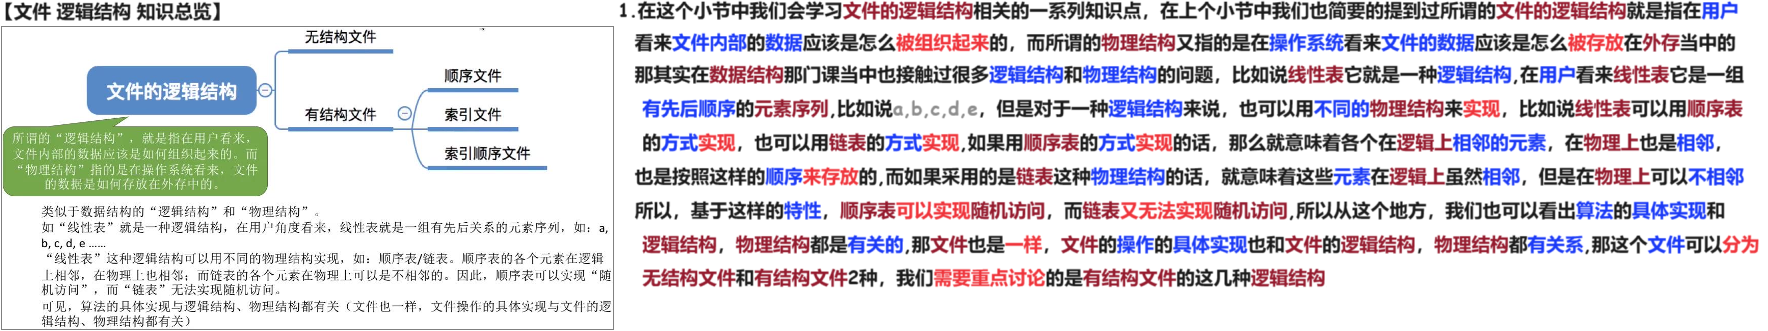 【文件 逻辑结构 知识总览】
无结构文件
顺序文件
文件的逻辑结构
有结构文件
索引文件
索引顺序文件
所谓的“逻辑结构”，就是指在用户看来，
文件内部的数据应该是如何组织起来的。而
“物理结构”指的是在操作系统看来，文件
的数据是如何存放在外存中的。
类似于数据结构的“逻辑结构”和“物理结构”。
如“线性表”就是一种逻辑结构，在用户角度看来，线性表就是一组有先后关系的元素序列，如：a,
b, c, d, e ......
“线性表”这种逻辑结构可以用不同的物理结构实现，如：顺序表/链表。顺序表的各个元素在逻辑
上相邻，在物理上也相邻；而链表的各个元素在物理上可以是不相邻的。因此，顺序表可以实现“随
机访问”，而“链表”无法实现随机访问。
可见，算法的具体实现与逻辑结构、物理结构都有关（文件也一样，文件操作的具体实现与文件的逻
辑结构、物理结构都有关）
1.在这个小节中我们会学习文件的逻辑结构相关的一系列知识点，在上个小节中我们也简要的提到过所谓的文件的逻辑结构就是指在用户
看来文件内部的数据应该是怎么被组织起来的，而所谓的物理结构又指的是在操作系统看来文件的数据应该是怎么被存放在外存当中的
那其实在数据结构那门课当中也接触过很多逻辑结构和物理结构的问题，比如说线性表它就是一种逻辑结构,在用户看来线性表它是一组
有先后顺序的元素序列,比如说a,b,c,d,e，但是对于一种逻辑结构来说，也可以用不同的物理结构来实现，比如说线性表可以用顺序表
的方式实现，也可以用链表的方式实现,如果用顺序表的方式实现的话，那么就意味着各个在逻辑上相邻的元素，在物理上也是相邻，
也是按照这样的顺序来存放的,而如果采用的是链表这种物理结构的话，就意味着这些元素在逻辑上虽然相邻，但是在物理上可以不相邻
所以，基于这样的特性，顺序表可以实现随机访问，而链表又无法实现随机访问,所以从这个地方，我们也可以看出算法的具体实现和
逻辑结构，物理结构都是有关的,那文件也是一样，文件的操作的具体实现也和文件的逻辑结构，物理结构都有关系,那这个文件可以分为
无结构文件和有结构文件2种，我们需要重点讨论的是有结构文件的这几种逻辑结构